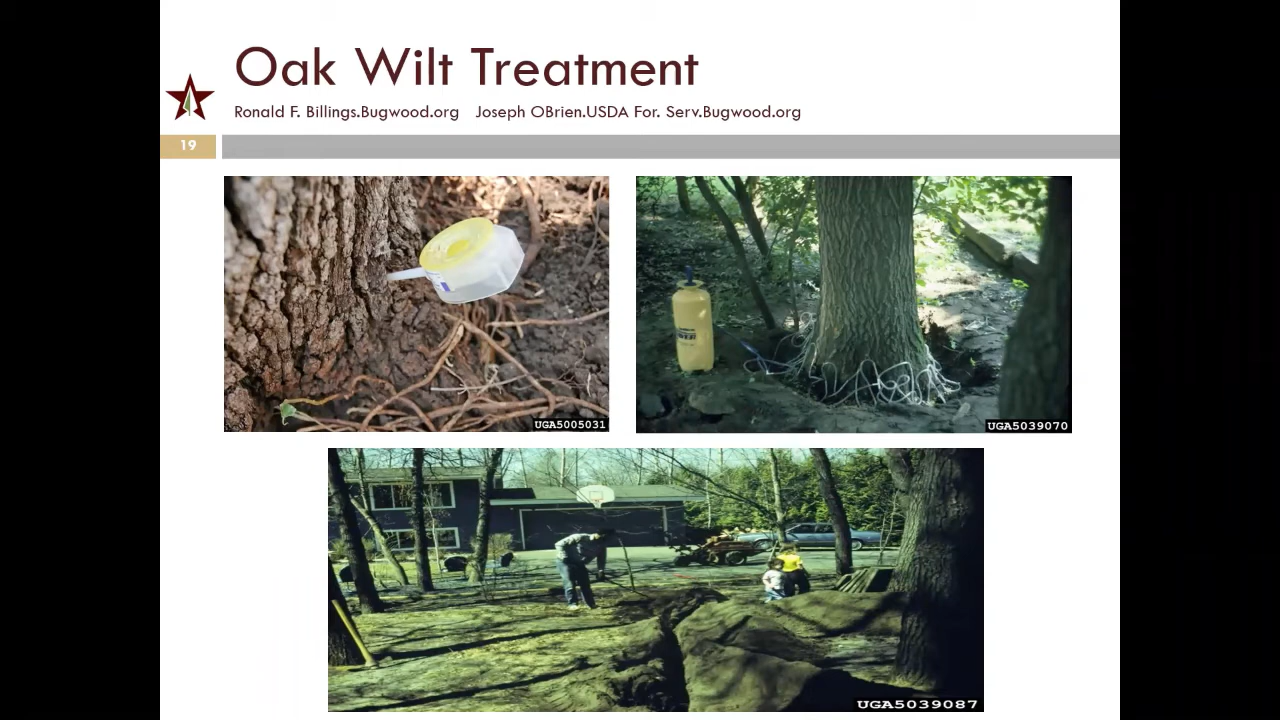 Oak Wilt Treatment
Ronald F. Billings.Bugwood.org Joseph OBrien.USDA For. Serv.Bugwood.org
19
UGA5005031
UGA5039070
UGA5039087